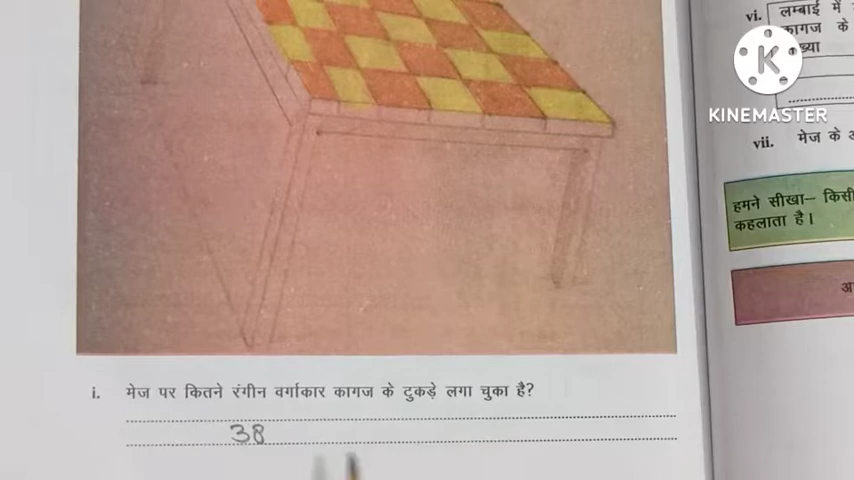 vi. लम्बाई में
कागज के
ख्या
KINEMASTER
vii. मेज के
हमने सीखा– किसी
कहलाता है।
अ
i. मेज पर कितने रंगीन वर्गाकार कागज के टुकड़े लगा चुका है?
38